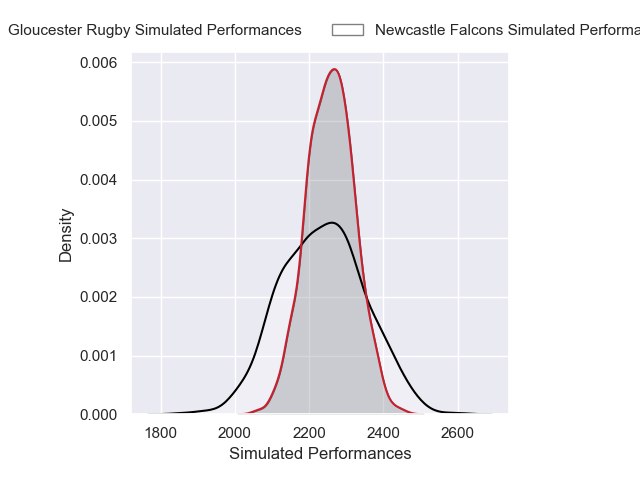 Gloucester Rugby Simulated Performances
Newcastle Falcons Simulated Performa
0.006
0.005
0.004
0.003
0.002
0.001
0.000
Density
1800 2000 2200 2400 2600
Simulated Performances